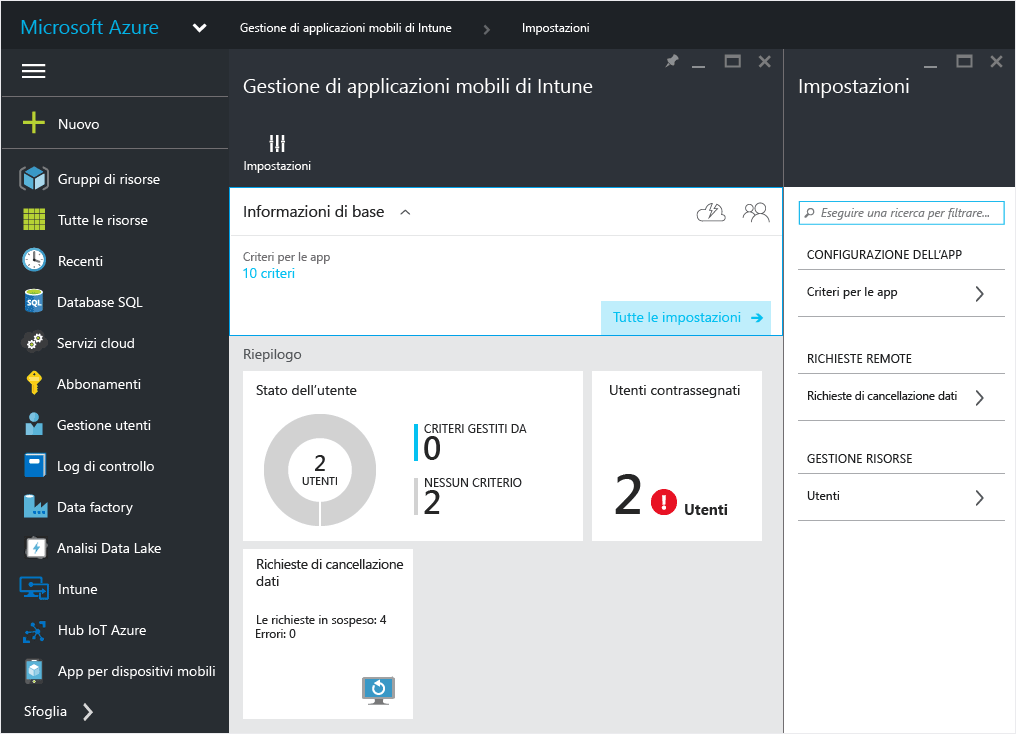 Microsoft Azure
Gestione di applicazioni mobili di Intune
Impostazioni
Nuovo
Gruppi di risorse
Tutte le risorse
Recenti
SQL
Database SQL
Servizi cloud
Abbonamenti
Gestione utenti
Log di controllo
Data factory
Analisi Data Lake
Intune
Hub IoT Azure
App per dispositivi mobili
Sfoglia
Gestione di applicazioni mobili di Intune
Impostazioni
Informazioni di base
Criteri per le app
10 criteri
Tutte le impostazioni
Riepilogo
Stato dell'utente
2
UTENTI
CRITERI GESTITI DA
0
NESSUN CRITERIO
2
Utenti contrassegnati
2 ! Utenti
Richieste di cancellazione
dati
Le richieste in sospeso: 4
Errori: 0
Impostazioni
Eseguire una ricerca per filtrare...
CONFIGURAZIONE DELL'APP
Criteri per le app
RICHIESTE REMOTE
Richieste di cancellazione dati
GESTIONE RISORSE
Utenti